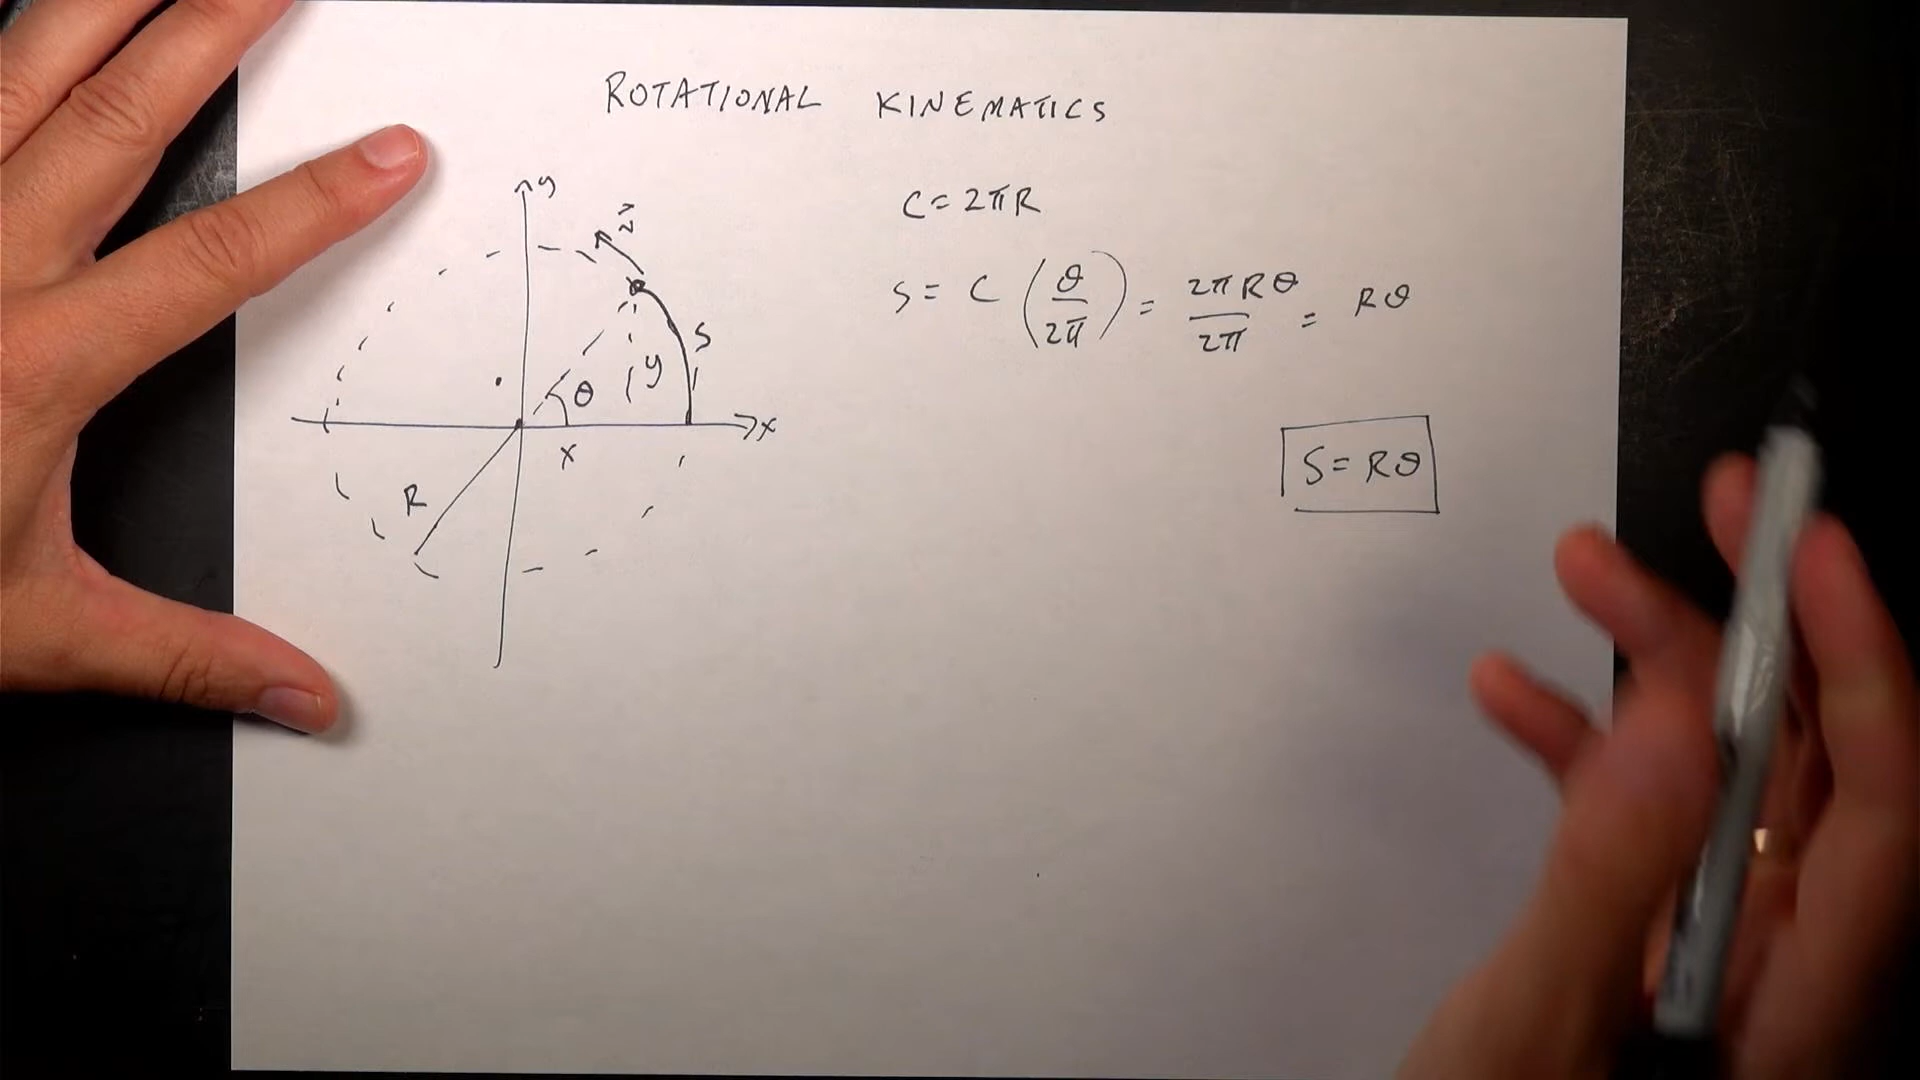 ROTATIONAL KINEMATICS
y
v⃗
C = 2πR
S = C (θ/2π) = 2πRθ/2π = Rθ
S
y
θ
x
x
R
S = Rθ